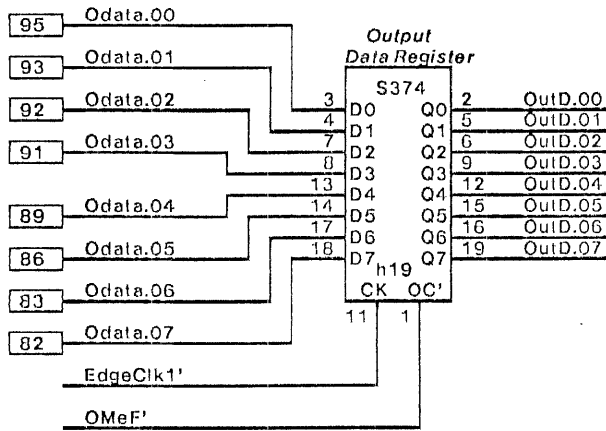 95 Odata.00
93 Odata.01
92 Odata.02
91 Odata.03
89 Odata.04
86 Odata.05
83 Odata.06
82 Odata.07
EdgeClk1'
OMeF'
Output
Data Register
S374
3 D0 Q0 2 OutD.00
4 D1 Q1 5 OutD.01
7 D2 Q2 6 OutD.02
8 D3 Q3 9 OutD.03
13 D4 Q4 12 OutD.04
14 D5 Q5 15 OutD.05
17 D6 Q6 16 OutD.06
18 D7 Q7 19 OutD.07
h19
CK OC'
11 1